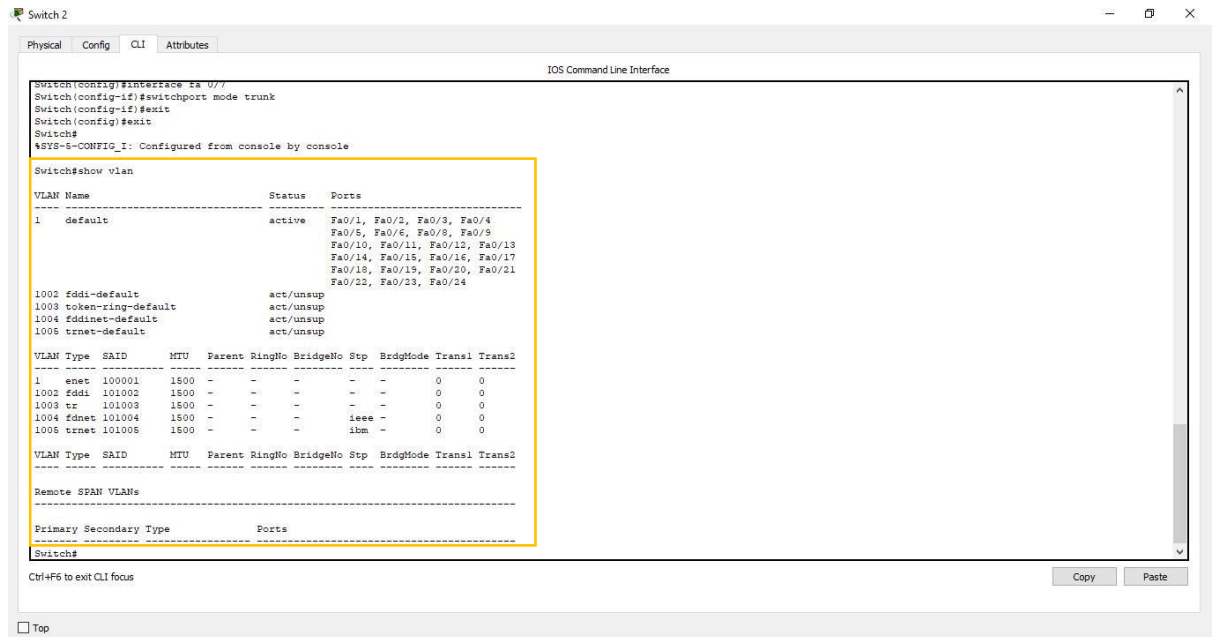 Switch 2
Physical Config CLI Attributes
IOS Command Line Interface
Switch(config)#interface fa 0/7
Switch(config-if)#switchport mode trunk
Switch(config-if)#exit
Switch(config)#exit
Switch#
%SYS-5-CONFIG_I: Configured from console by console
Switch#show vlan
VLAN Name                             Status    Ports
---- -------------------------------- --------- -------------------------------
1    default                          active    Fa0/1, Fa0/2, Fa0/3, Fa0/4
                                                Fa0/5, Fa0/6, Fa0/8, Fa0/9
                                                Fa0/10, Fa0/11, Fa0/12, Fa0/13
                                                Fa0/14, Fa0/15, Fa0/16, Fa0/17
                                                Fa0/18, Fa0/19, Fa0/20, Fa0/21
                                                Fa0/22, Fa0/23, Fa0/24
1002 fddi-default                     act/unsup
1003 token-ring-default               act/unsup
1004 fddinet-default                  act/unsup
1005 trnet-default                    act/unsup
VLAN Type  SAID       MTU   Parent RingNo BridgeNo Stp  BrdgMode Trans1 Trans2
---- ----- ---------- ----- ------ ------ -------- ---- -------- ------ ------
1    enet  100001     1500  -      -      -        -    -        0      0
1002 fddi  101002     1500  -      -      -        -    -        0      0
1003 tr    101003     1500  -      -      -        -    -        0      0
1004 fdnet 101004     1500  -      -      -        ieee -        0      0
1005 trnet 101005     1500  -      -      -        ibm  -        0      0
VLAN Type  SAID       MTU   Parent RingNo BridgeNo Stp  BrdgMode Trans1 Trans2
---- ----- ---------- ----- ------ ------ -------- ---- -------- ------ ------
Remote SPAN VLANs
------------------------------------------------------------------------------
Primary Secondary Type              Ports
------- --------- ----------------- ------------------------------------------
Switch#
Ctrl+F6 to exit CLI focus
Copy Paste
Top